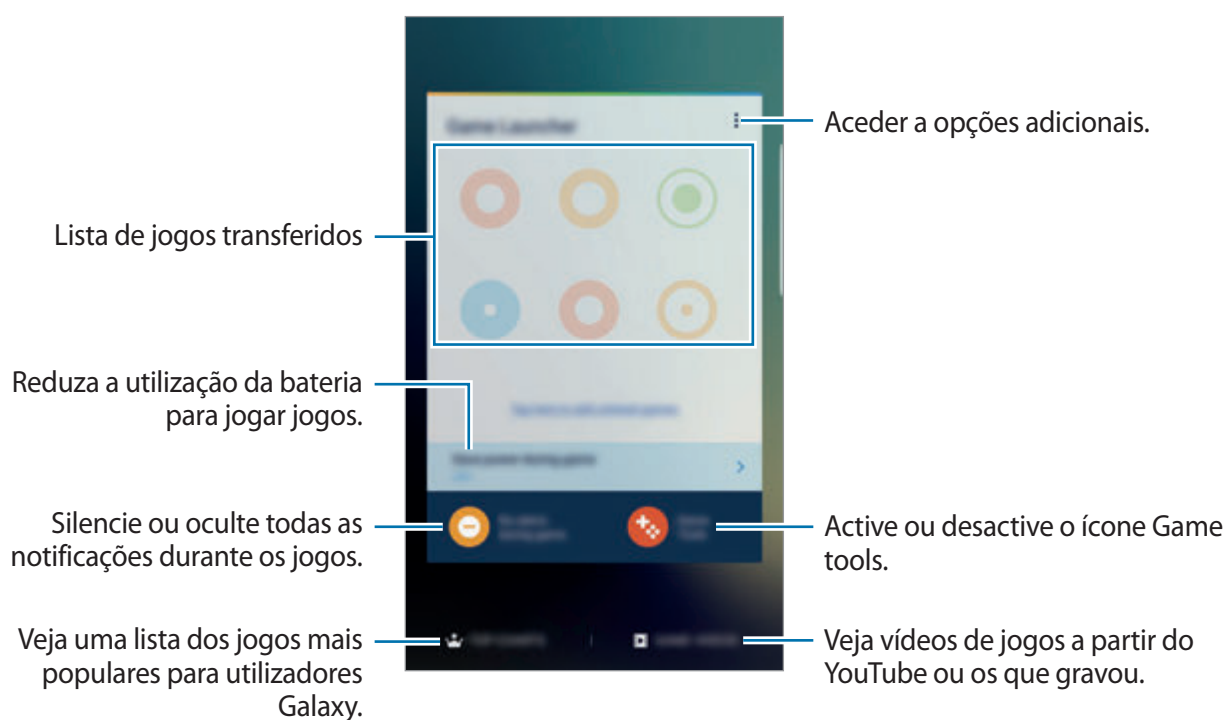 Aceder a opções adicionais.
Game Launcher
Lista de jogos transferidos
Reduza a utilização da bateria
para jogar jogos.
Silencie ou oculte todas as
notificações durante os jogos.
Active ou desactive o ícone Game
tools.
Veja uma lista dos jogos mais
populares para utilizadores
Galaxy.
Veja vídeos de jogos a partir do
YouTube ou os que gravou.